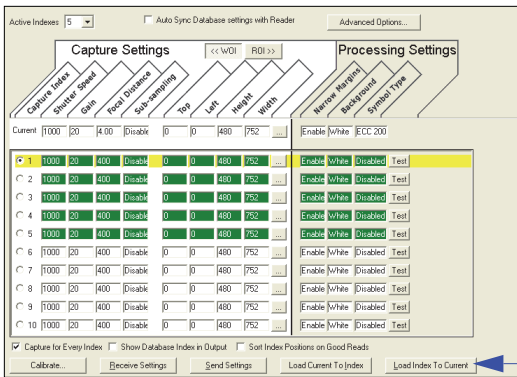 Active Indexes 5 Auto Sync Database settings with Reader Advanced Options...
Capture Settings << WOI ROI >> Processing Settings
Capture Index Shutter Speed Gain Focal Distance Sub-sampling Top Left Height Width Narrow Margins Background Symbol Type
Current 1000 20 4.00 Disable 0 0 480 752 ... Enable White ECC 200
1 1000 20 400 Disable 0 0 480 752 ... Enable White Disabled Test
2 1000 20 400 Disable 0 0 480 752 ... Enable White Disabled Test
3 1000 20 400 Disable 0 0 480 752 ... Enable White Disabled Test
4 1000 20 400 Disable 0 0 480 752 ... Enable White Disabled Test
5 1000 20 400 Disable 0 0 480 752 ... Enable White Disabled Test
6 1000 20 400 Disable 0 0 480 752 ... Enable White Disabled Test
7 1000 20 400 Disable 0 0 480 752 ... Enable White Disabled Test
8 1000 20 400 Disable 0 0 480 752 ... Enable White Disabled Test
9 1000 20 400 Disable 0 0 480 752 ... Enable White Disabled Test
10 1000 20 400 Disable 0 0 480 752 ... Enable White Disabled Test
Capture for Every Index Show Database Index in Output Sort Index Positions on Good Reads
Calibrate... Receive Settings Send Settings Load Current To Index Load Index To Current